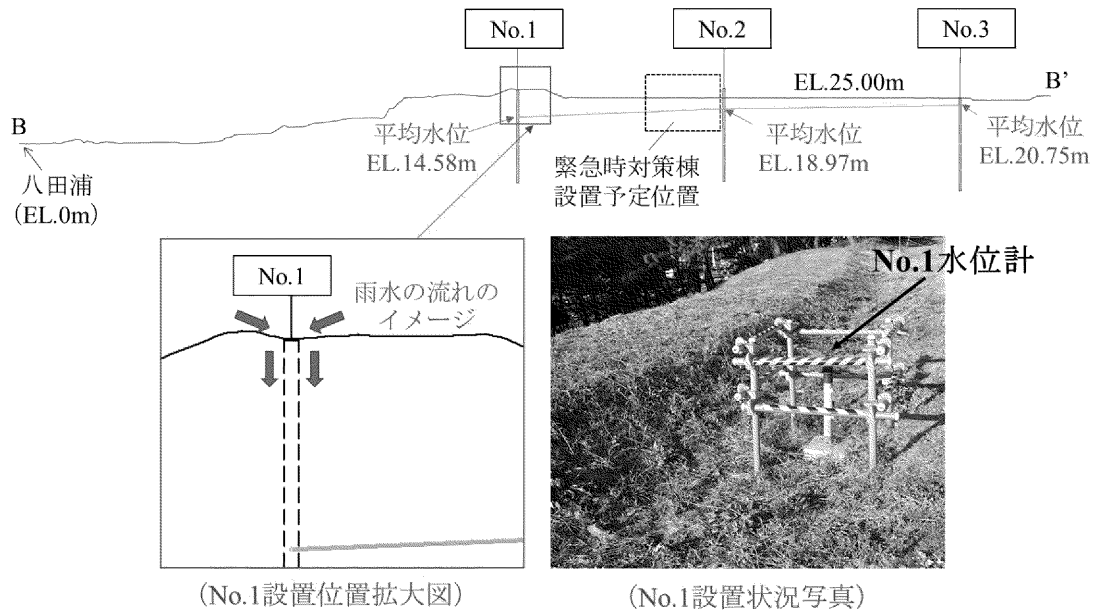 No.1
No.2
No.3
EL.25.00m
B
B’
平均水位
EL.14.58m
平均水位
EL.18.97m
平均水位
EL.20.75m
八田浦
（EL.0m）
緊急時対策棟
設置予定位置
No.1
雨水の流れの
イメージ
No.1水位計
（No.1設置位置拡大図）
（No.1設置状況写真）